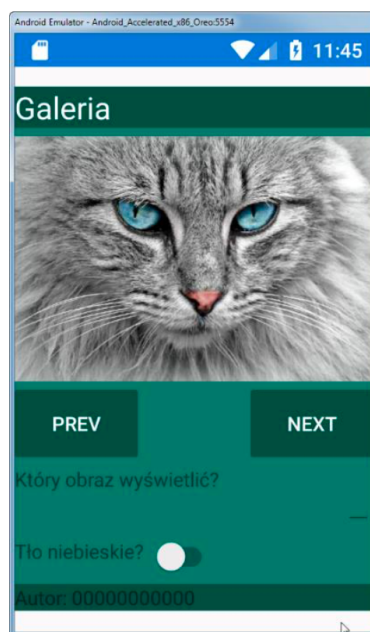 Android Emulator - Android_Accelerated_x86_Oreo:5554
11:45
Galeria
PREV NEXT
Który obraz wyświetlić?
Tło niebieskie?
Autor: 00000000000